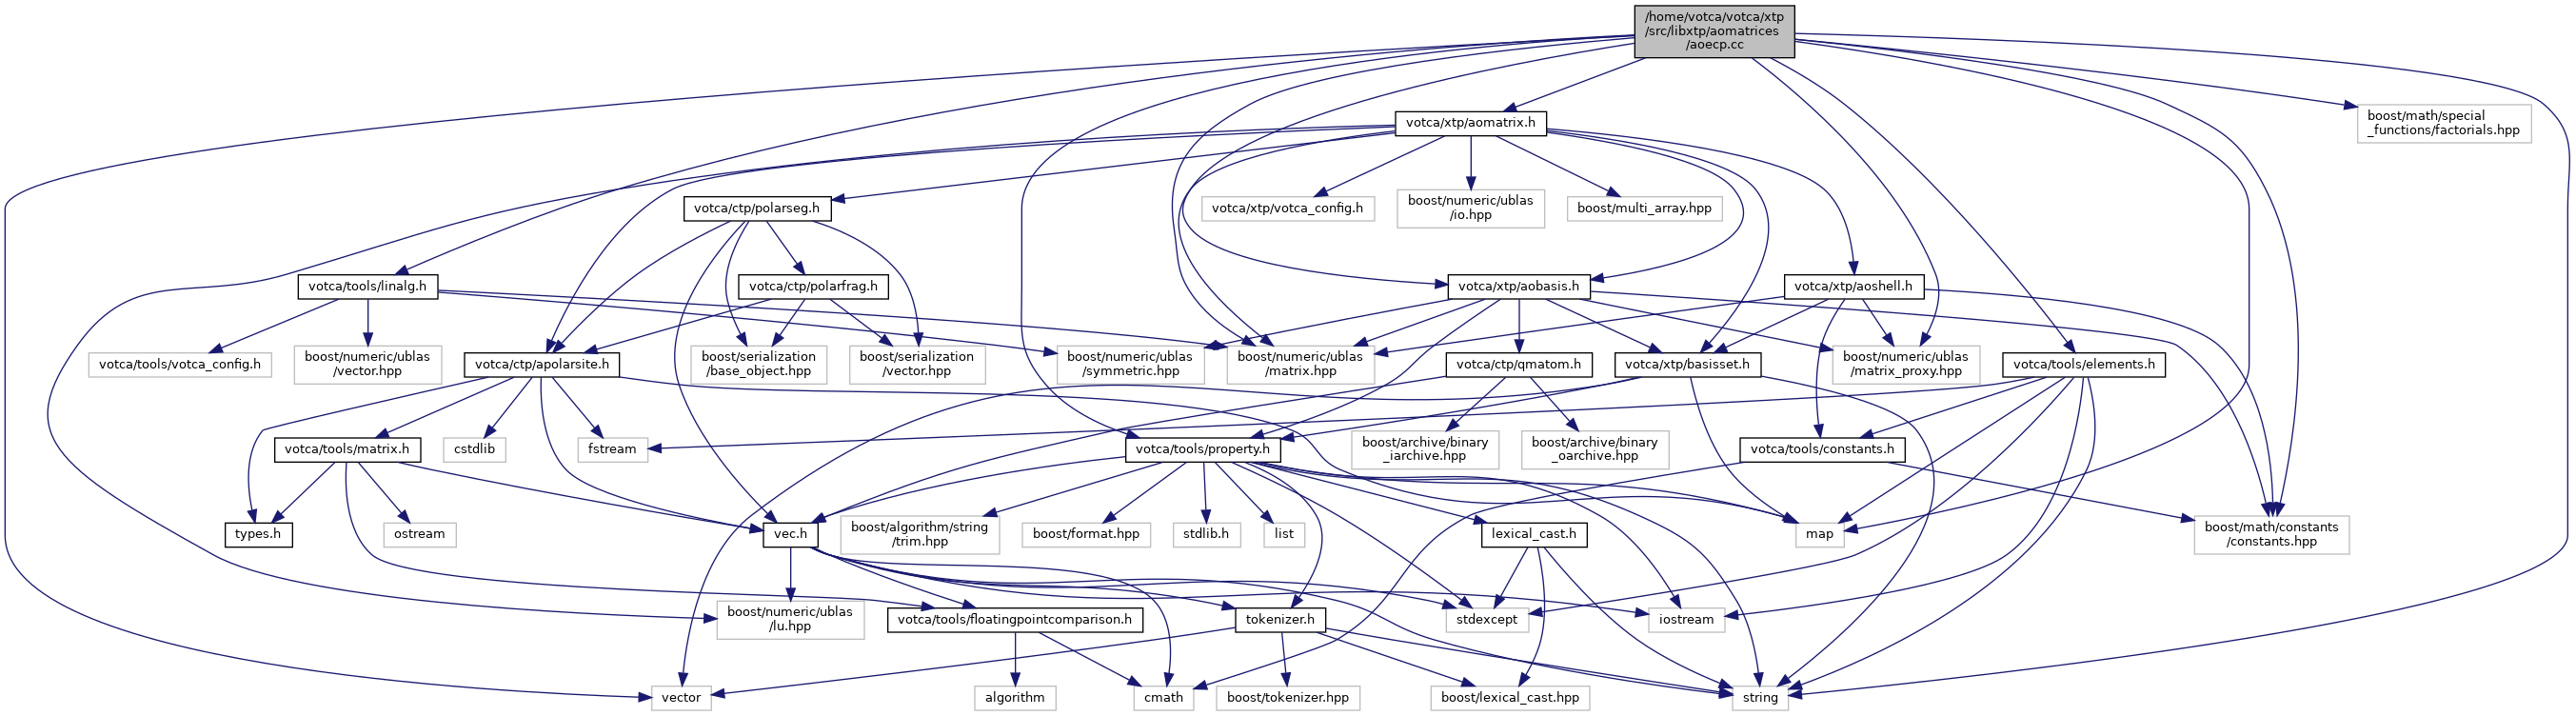 /home/votca/votca/xtp
/src/libxtp/aomatrices
/aoecp.cc
boost/math/special
_functions/factorials.hpp
votca/xtp/aomatrix.h
votca/ctp/polarseg.h
votca/xtp/votca_config.h
boost/numeric/ublas
/io.hpp
boost/multi_array.hpp
votca/tools/linalg.h
votca/ctp/polarfrag.h
votca/xtp/aobasis.h
votca/xtp/aoshell.h
votca/tools/votca_config.h
boost/numeric/ublas
/vector.hpp
votca/ctp/apolarsite.h
boost/serialization
/base_object.hpp
boost/serialization
/vector.hpp
boost/numeric/ublas
/symmetric.hpp
boost/numeric/ublas
/matrix.hpp
votca/ctp/qmatom.h
votca/xtp/basisset.h
boost/numeric/ublas
/matrix_proxy.hpp
votca/tools/elements.h
votca/tools/matrix.h
cstdlib
fstream
votca/tools/property.h
boost/archive/binary
_iarchive.hpp
boost/archive/binary
_oarchive.hpp
votca/tools/constants.h
types.h
ostream
vec.h
boost/algorithm/string
/trim.hpp
boost/format.hpp
stdlib.h
list
lexical_cast.h
map
boost/math/constants
/constants.hpp
boost/numeric/ublas
/lu.hpp
votca/tools/floatingpointcomparison.h
tokenizer.h
stdexcept
iostream
vector
algorithm
cmath
boost/tokenizer.hpp
boost/lexical_cast.hpp
string